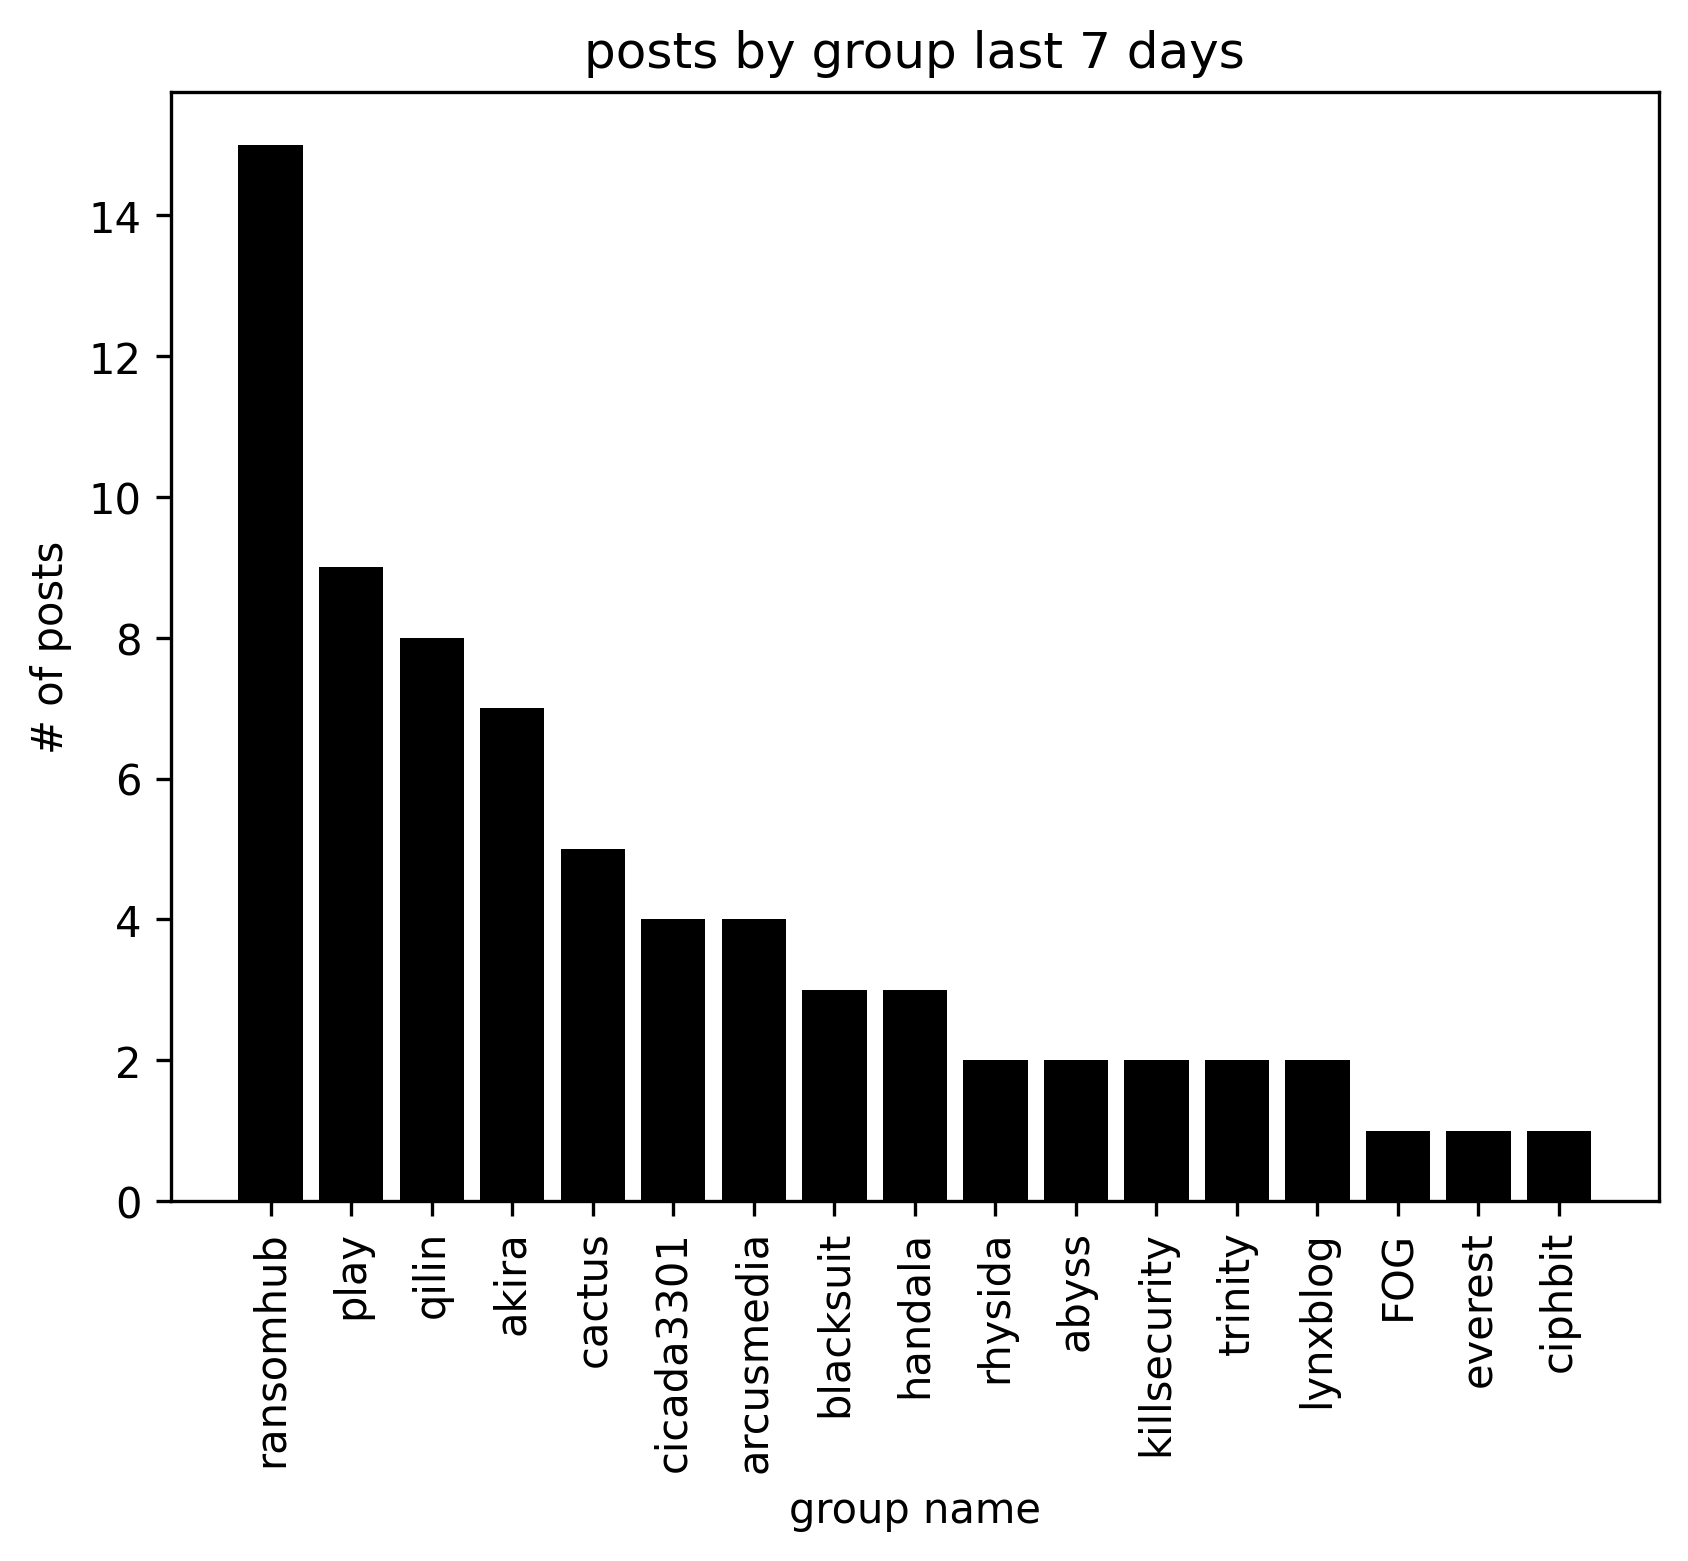 posts by group last 7 days
# of posts
14
12
10
8
6
4
2
0
ransomhub
play
qilin
akira
cactus
cicada3301
arcusmedia
blacksuit
handala
rhysida
abyss
killsecurity
trinity
lynxblog
FOG
everest
ciphbit
group name